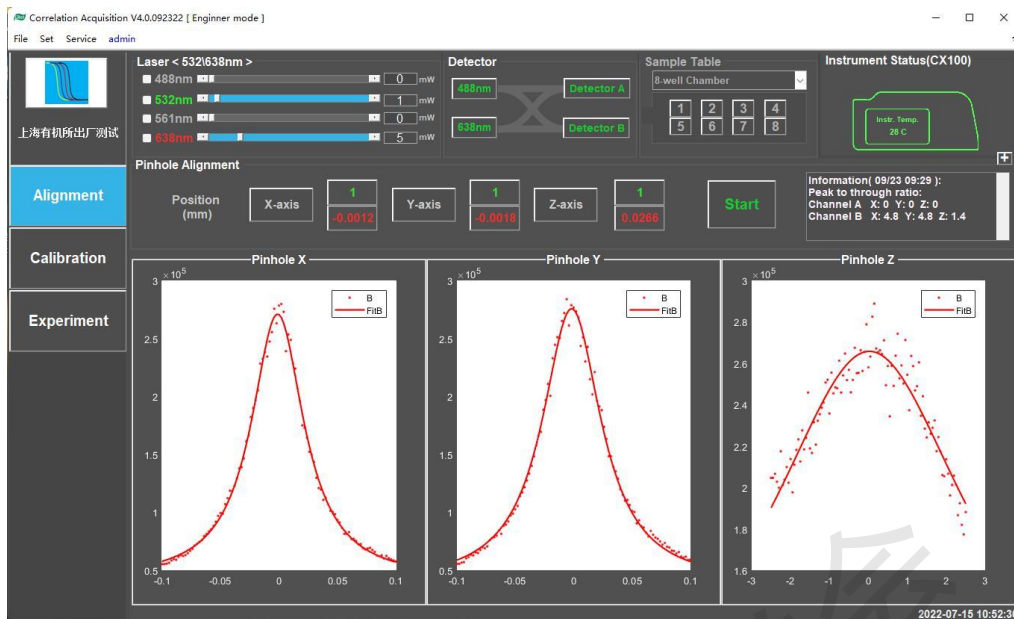 Correlation Acquisition V4.0.092322 [ Enginner mode ]
File Set Service admin
上海有机所出厂测试
Alignment
Calibration
Experiment
Laser < 532\638nm >
488nm 0 mW
532nm 1 mW
561nm 0 mW
638nm 5 mW
Detector
488nm Detector A
638nm Detector B
Sample Table
8-well Chamber
1 2 3 4
5 6 7 8
Instrument Status(CX100)
Instr. Temp.
28 C
Pinhole Alignment
Position
(mm)
X-axis
1
-0.0012
Y-axis
1
-0.0018
Z-axis
1
0.0266
Start
Information( 09/23 09:29 ):
Peak to through ratio:
Channel A X: 0 Y: 0 Z: 0
Channel B X: 4.8 Y: 4.8 Z: 1.4
Pinhole X
× 10⁵
3
2.5
2
1.5
1
0.5
-0.1 -0.05 0 0.05 0.1
B
FitB
Pinhole Y
× 10⁵
3
2.5
2
1.5
1
0.5
-0.1 -0.05 0 0.05 0.1
B
FitB
Pinhole Z
× 10⁵
3
2.8
2.6
2.4
2.2
2
1.8
1.6
-3 -2 -1 0 1 2 3
B
FitB
2022-07-15 10:52:36